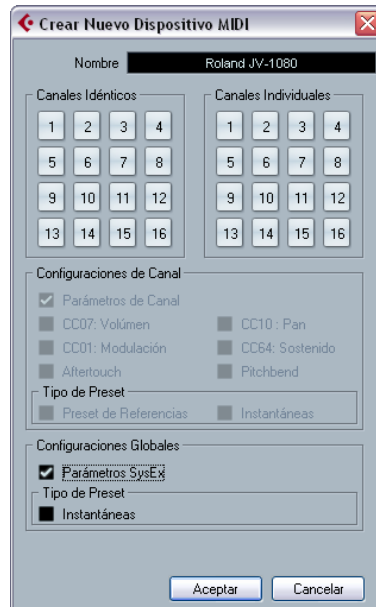 Crear Nuevo Dispositivo MIDI
Nombre Roland JV-1080
Canales Idénticos Canales Individuales
1 2 3 4 1 2 3 4
5 6 7 8 5 6 7 8
9 10 11 12 9 10 11 12
13 14 15 16 13 14 15 16
Configuraciones de Canal
Parámetros de Canal
CC07: Volúmen CC10 : Pan
CC01: Modulación CC64: Sostenido
Aftertouch Pitchbend
Tipo de Preset
Preset de Referencias Instantáneas
Configuraciones Globales
Parámetros SysEx
Tipo de Preset
Instantáneas
Aceptar Cancelar